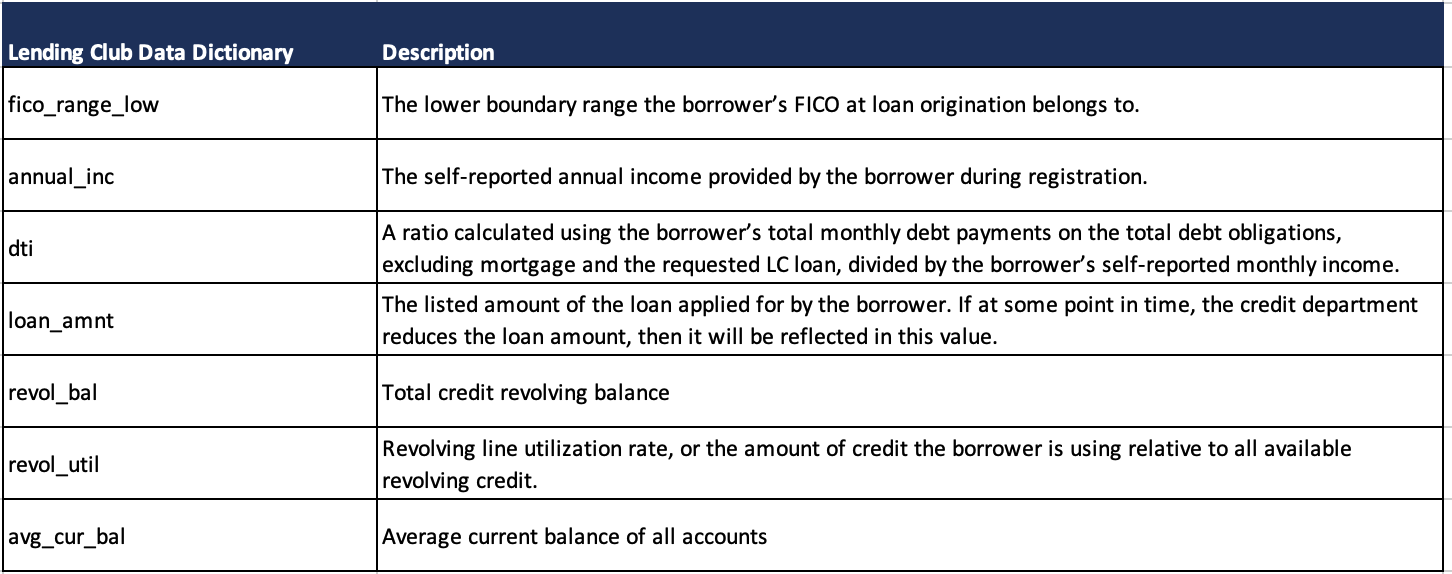 Lending Club Data Dictionary Description
fico_range_low The lower boundary range the borrower’s FICO at loan origination belongs to.
annual_inc The self-reported annual income provided by the borrower during registration.
dti A ratio calculated using the borrower’s total monthly debt payments on the total debt obligations,
excluding mortgage and the requested LC loan, divided by the borrower’s self-reported monthly income.
loan_amnt The listed amount of the loan applied for by the borrower. If at some point in time, the credit department
reduces the loan amount, then it will be reflected in this value.
revol_bal Total credit revolving balance
revol_util Revolving line utilization rate, or the amount of credit the borrower is using relative to all available
revolving credit.
avg_cur_bal Average current balance of all accounts